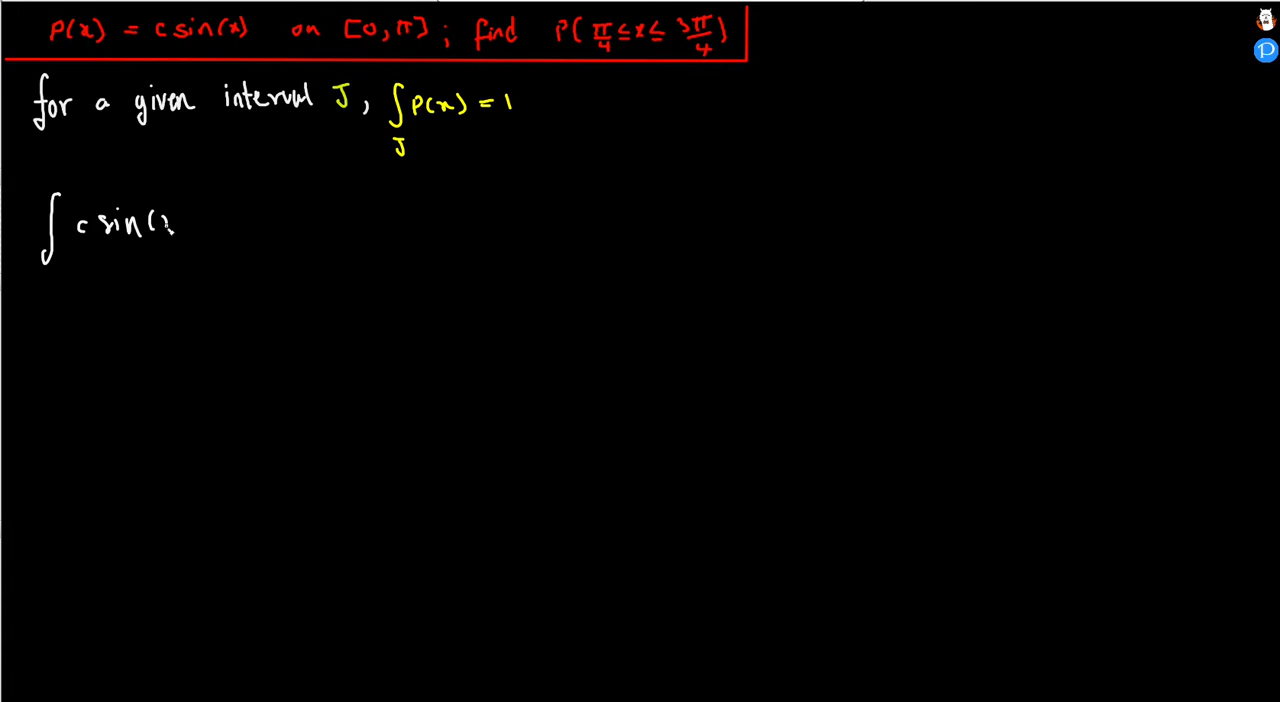 P(x) = c sin(x) on [0, π] ; find P( π/4 ≤ x ≤ 3π/4 )
for a given interval J, ∫_J P(x) = 1
∫ c sin(